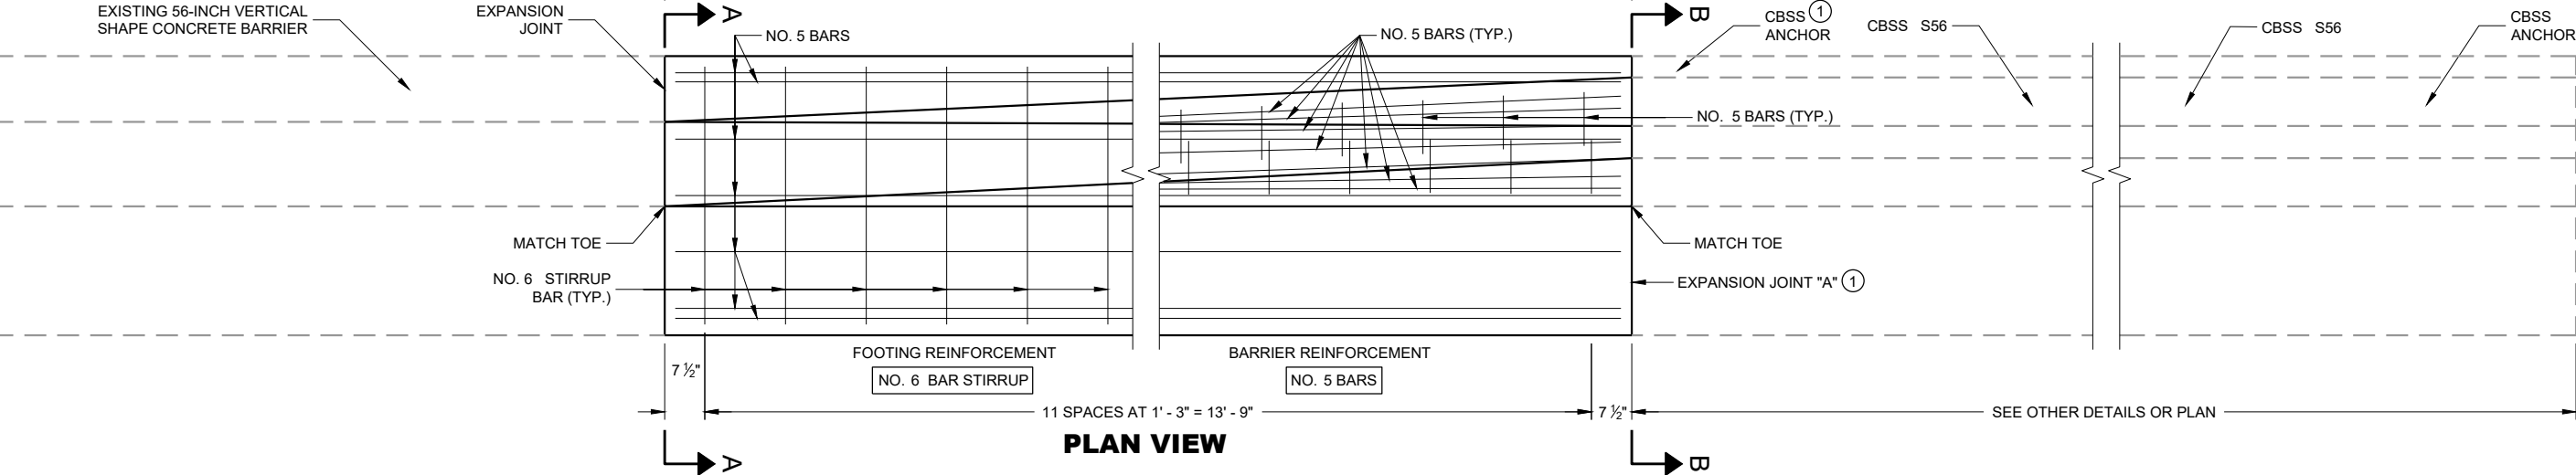 EXISTING 56-INCH VERTICAL
SHAPE CONCRETE BARRIER
EXPANSION
JOINT
A
NO. 5 BARS
NO. 5 BARS (TYP.)
B
CBSS 1
ANCHOR
CBSS S56
CBSS S56
CBSS
ANCHOR
NO. 5 BARS (TYP.)
MATCH TOE
MATCH TOE
NO. 6 STIRRUP
BAR (TYP.)
EXPANSION JOINT "A" 1
7 ½"
FOOTING REINFORCEMENT
NO. 6 BAR STIRRUP
BARRIER REINFORCEMENT
NO. 5 BARS
11 SPACES AT 1' - 3" = 13' - 9"
7 ½"
SEE OTHER DETAILS OR PLAN
PLAN VIEW
A
B